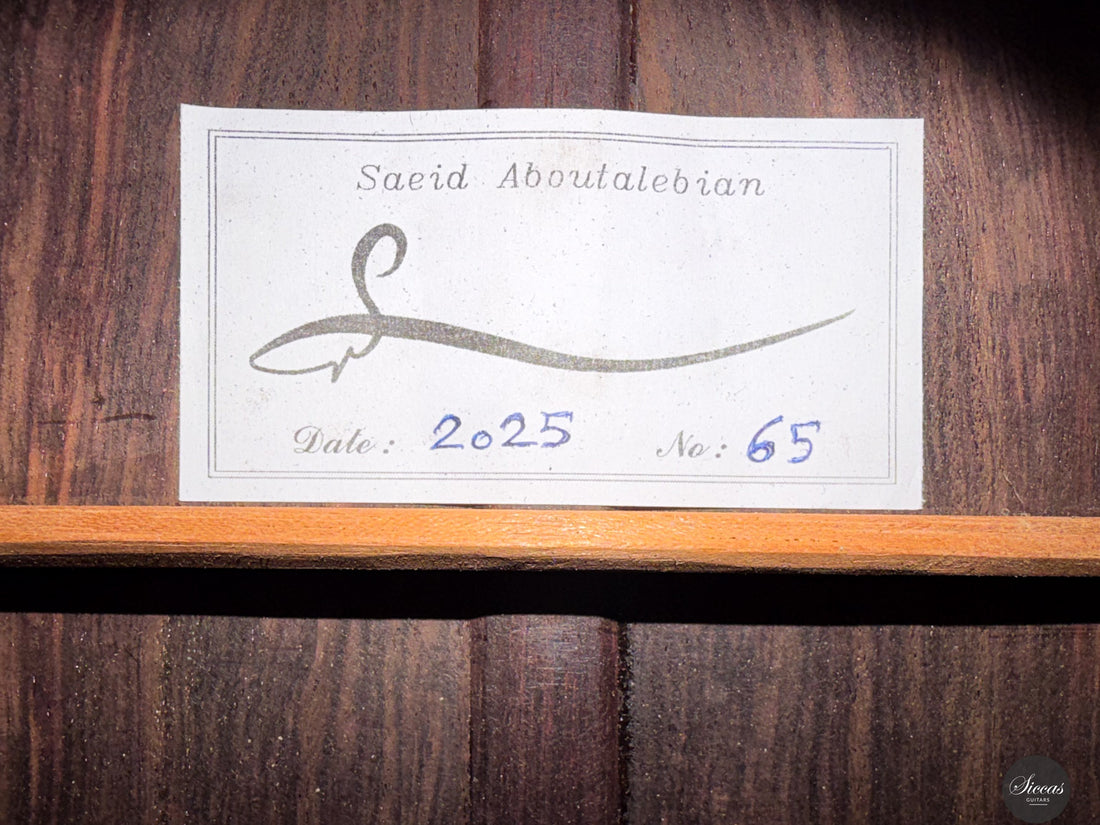 Saeid Aboutalebian
Date: 2025 No: 65
Siccas
GUITARS